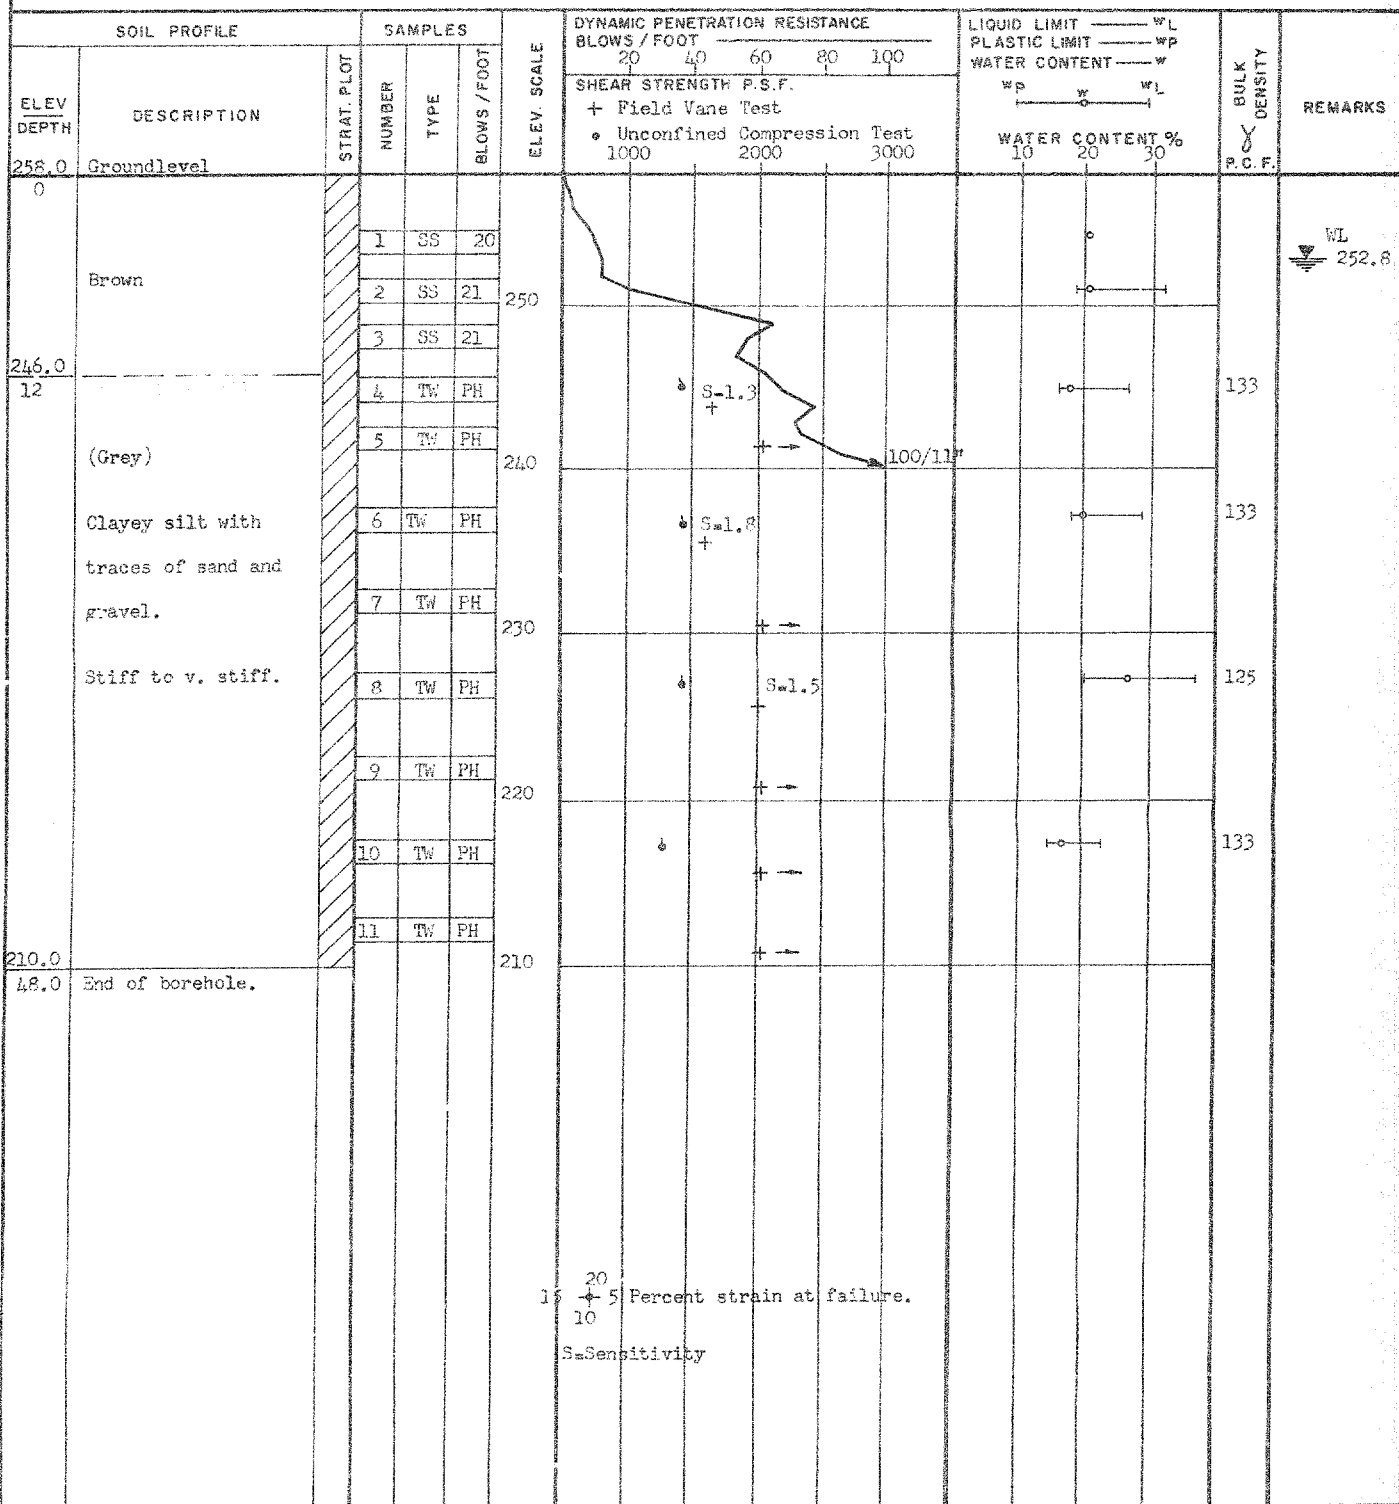 SOIL PROFILE
SAMPLES
ELEV
DEPTH
DESCRIPTION
STRAT. PLOT
NUMBER
TYPE
BLOWS / FOOT
ELEV. SCALE
DYNAMIC PENETRATION RESISTANCE
BLOWS / FOOT
20 40 60 80 100
SHEAR STRENGTH P.S.F.
+ Field Vane Test
• Unconfined Compression Test
1000 2000 3000
LIQUID LIMIT wL
PLASTIC LIMIT wP
WATER CONTENT w
wP w wL
WATER CONTENT %
10 20 30
BULK DENSITY
γ
P.C.F.
REMARKS
258.0 Groundlevel
0
1 SS 20
WL
252.8
Brown
2 SS 21
250
3 SS 21
246.0
12
4 TW PH
S=1.3
133
5 TW PH
(Grey)
240
100/11"
Clayey silt with
6 TW PH
S=1.8
133
traces of sand and
7 TW PH
gravel.
230
Stiff to v. stiff.
8 TW PH
S=1.5
125
9 TW PH
220
10 TW PH
133
11 TW PH
210.0
210
48.0 End of borehole.
20
15 5 Percent strain at failure.
10
S=Sensitivity